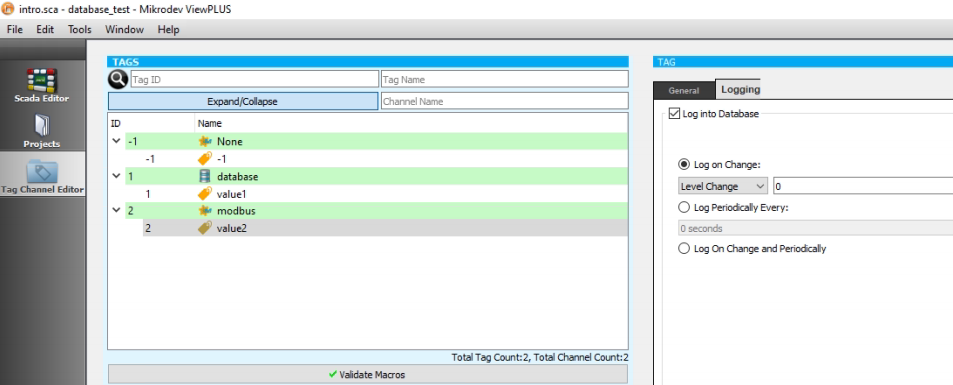 intro.sca - database_test - Mikrodev ViewPLUS
File Edit Tools Window Help
Scada Editor
Projects
Tag Channel Editor
TAGS
Tag ID Tag Name
Expand/Collapse Channel Name
ID Name
-1 None
-1 -1
1 database
1 value1
2 modbus
2 value2
Total Tag Count:2, Total Channel Count:2
Validate Macros
TAG
General Logging
Log into Database
Log on Change:
Level Change 0
Log Periodically Every:
0 seconds
Log On Change and Periodically